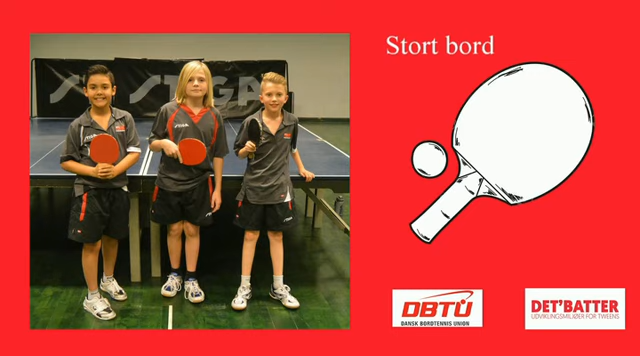 Stort bord
STIGA
DBTU
DANSK BORDTENNIS UNION
DET'BATTER
UDVIKLINGSMILJØER FOR TWEENS